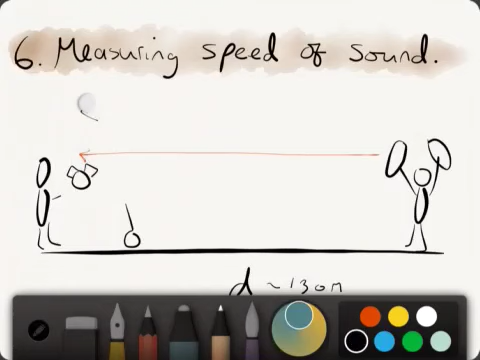 6. Measuring speed of sound.
d ~ 130m